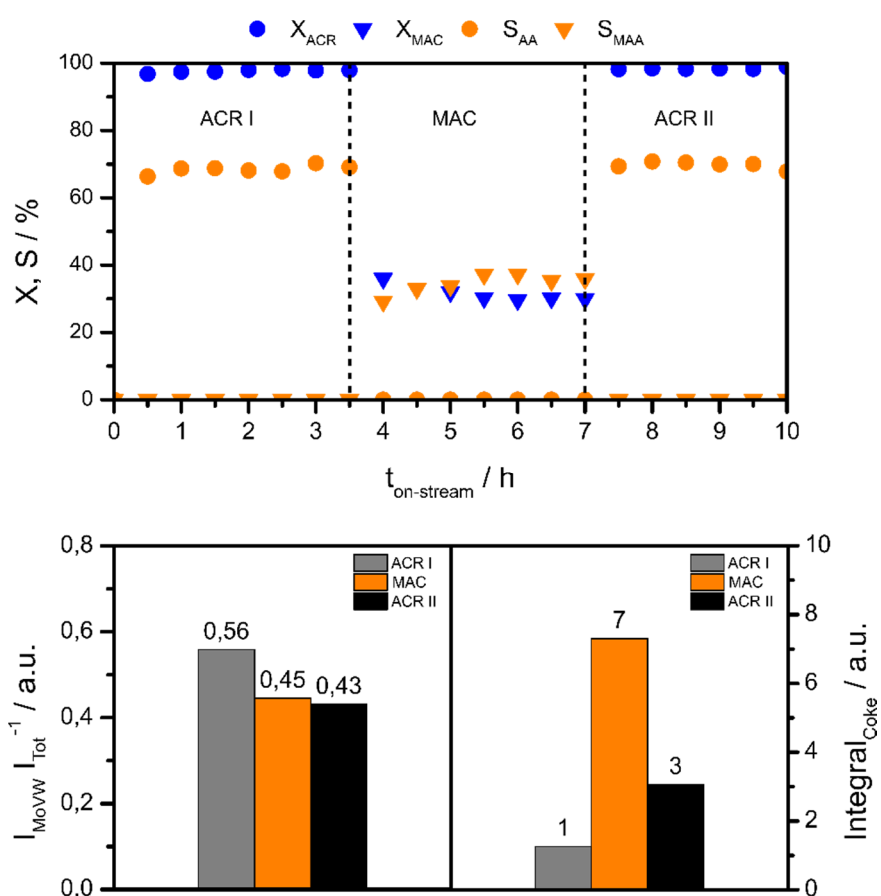 X_ACR X_MAC S_AA S_MAA
100
80
60
40
20
0
X, S / %
ACR I MAC ACR II
0 1 2 3 4 5 6 7 8 9 10
t_on-stream / h
0,8
0,6
0,4
0,2
0,0
I_MoVW I_Tot^-1 / a.u.
ACR I
MAC
ACR II
0,56
0,45
0,43
ACR I
MAC
ACR II
1
7
3
10
8
6
4
2
0
Integral_Coke / a.u.